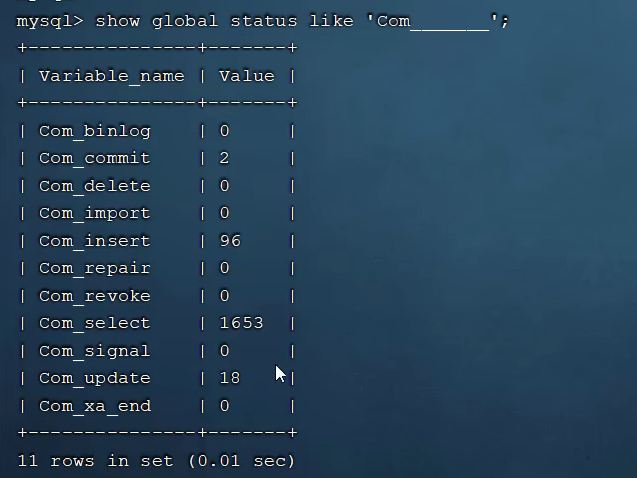 mysql> show global status like 'Com_______';
+---------------+-------+
| Variable_name | Value |
+---------------+-------+
| Com_binlog    | 0     |
| Com_commit    | 2     |
| Com_delete    | 0     |
| Com_import    | 0     |
| Com_insert    | 96    |
| Com_repair    | 0     |
| Com_revoke    | 0     |
| Com_select    | 1653  |
| Com_signal    | 0     |
| Com_update    | 18    |
| Com_xa_end    | 0     |
+---------------+-------+
11 rows in set (0.01 sec)